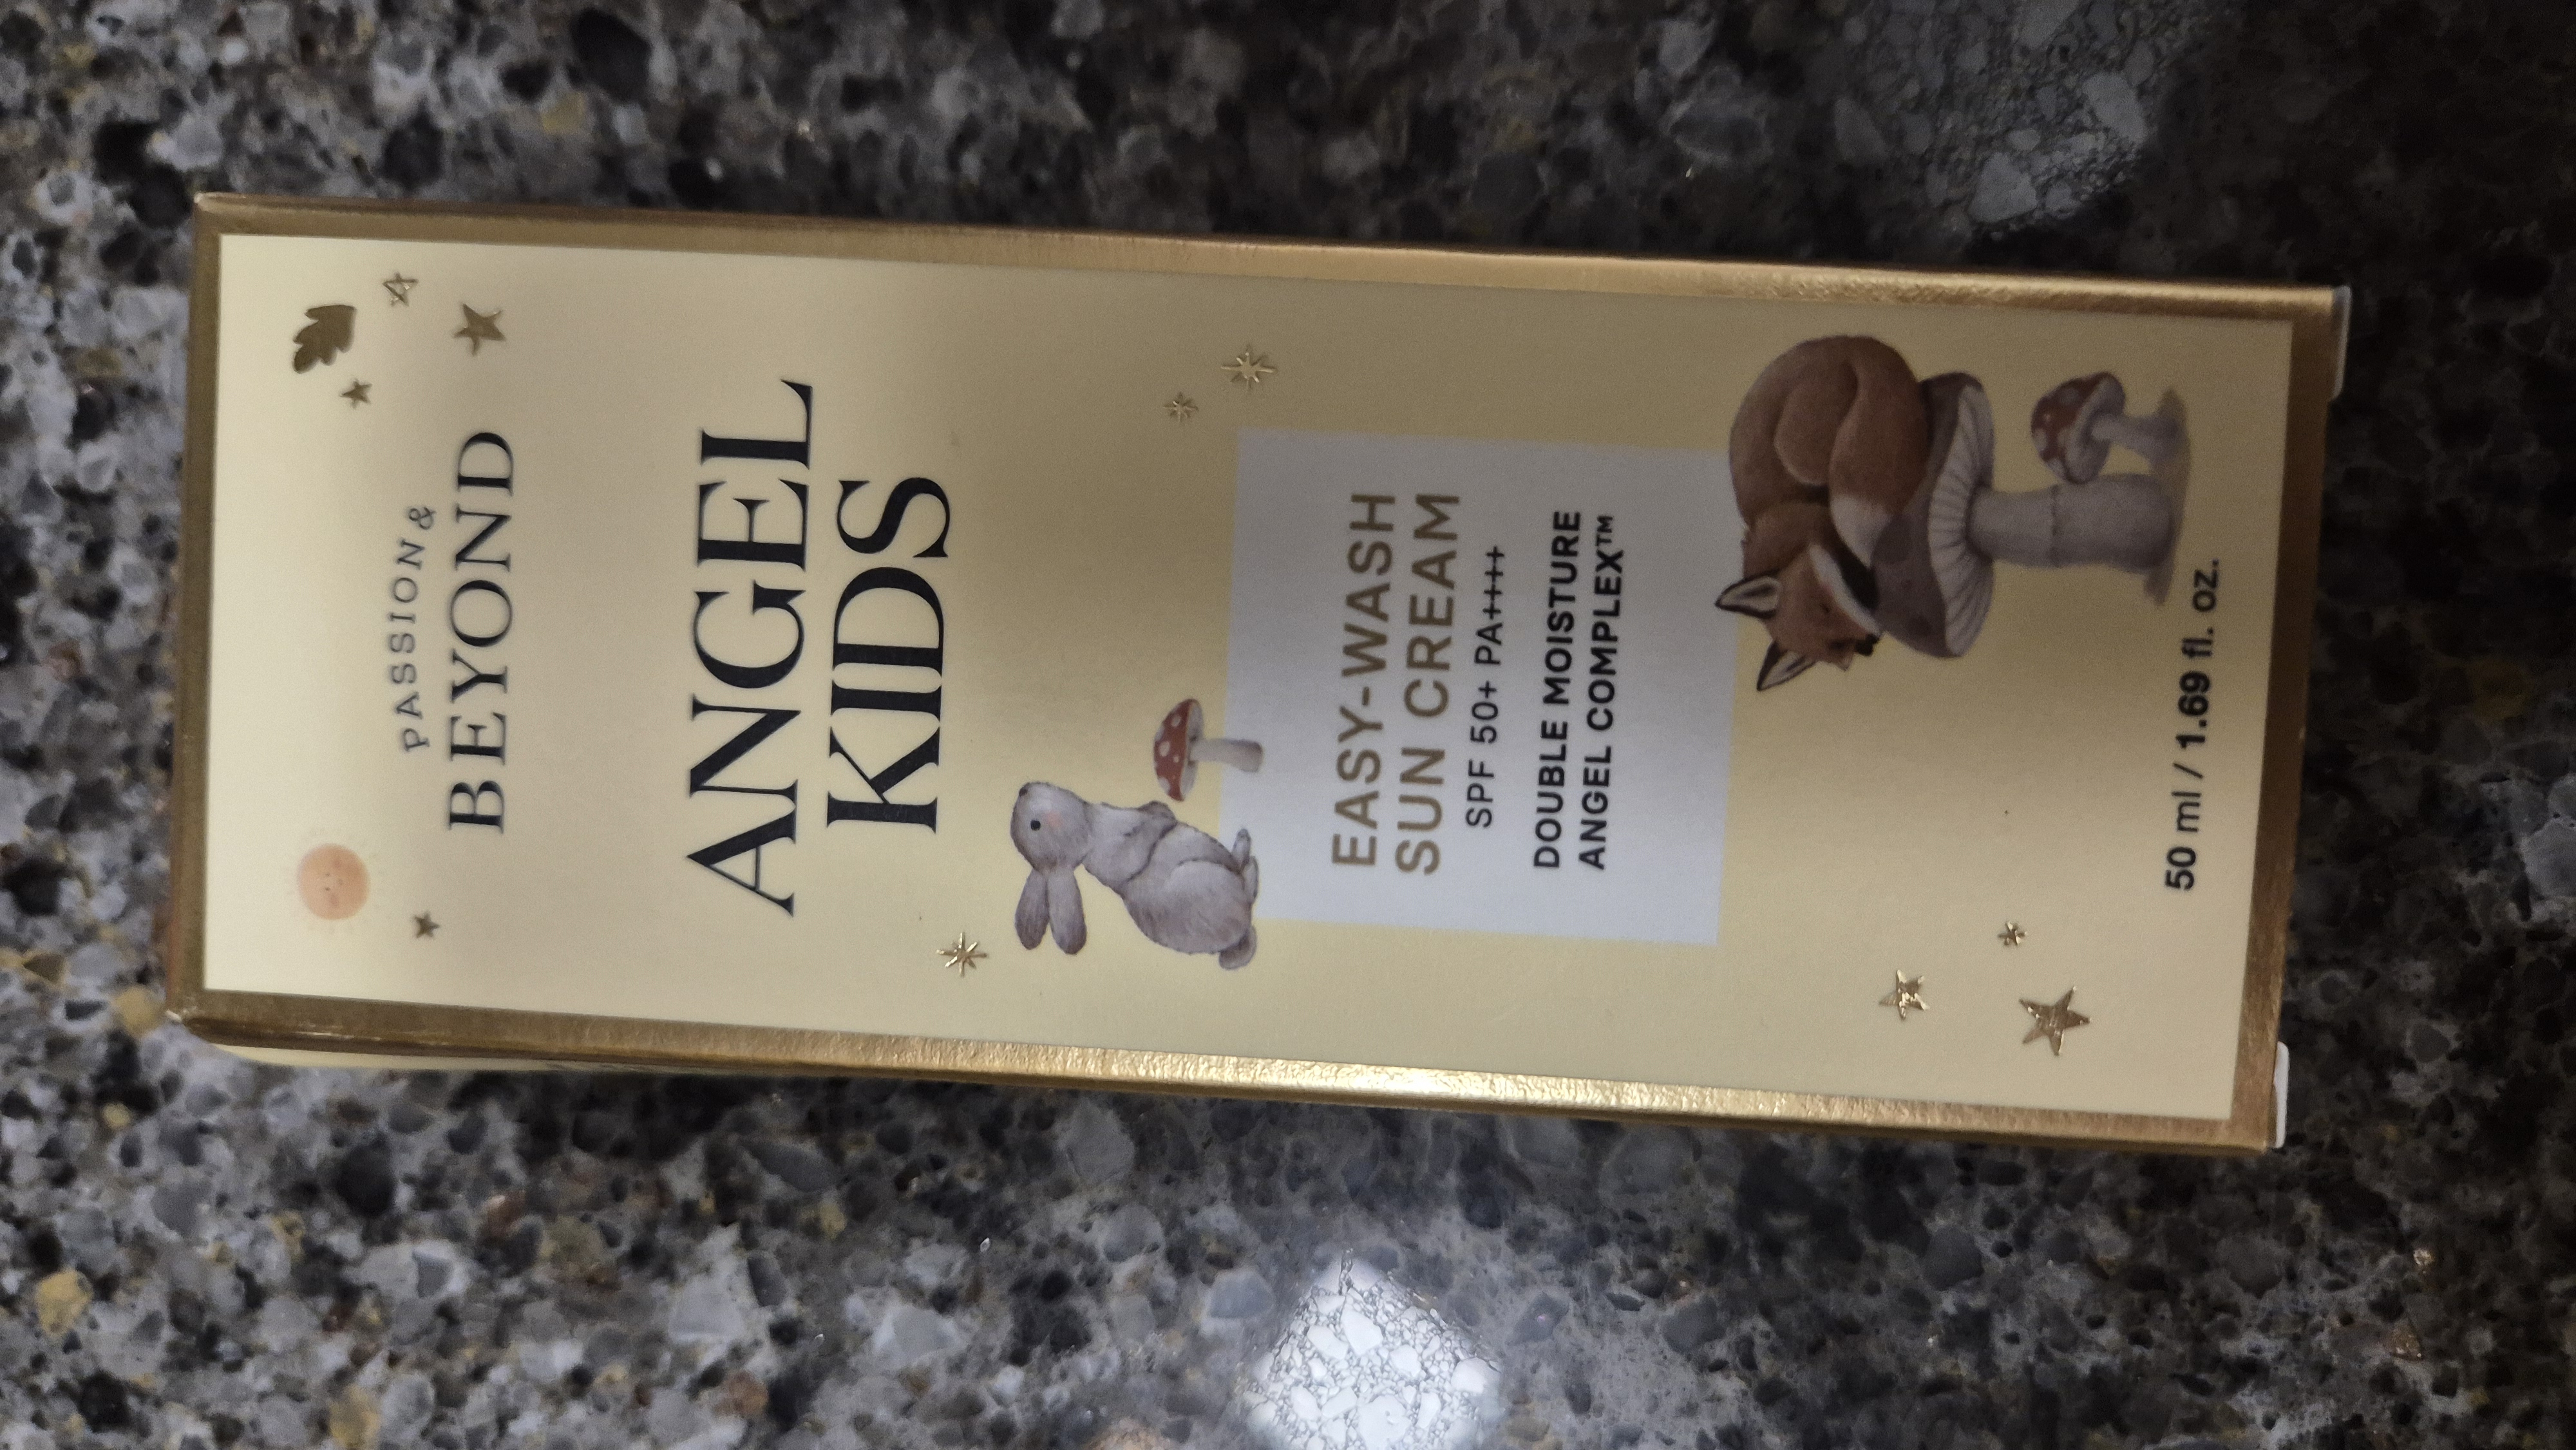 PASSION &
BEYOND
ANGEL
KIDS
EASY-WASH
SUN CREAM
SPF 50+ PA++++
DOUBLE MOISTURE
ANGEL COMPLEX™
50 ml / 1.69 fl. oz.